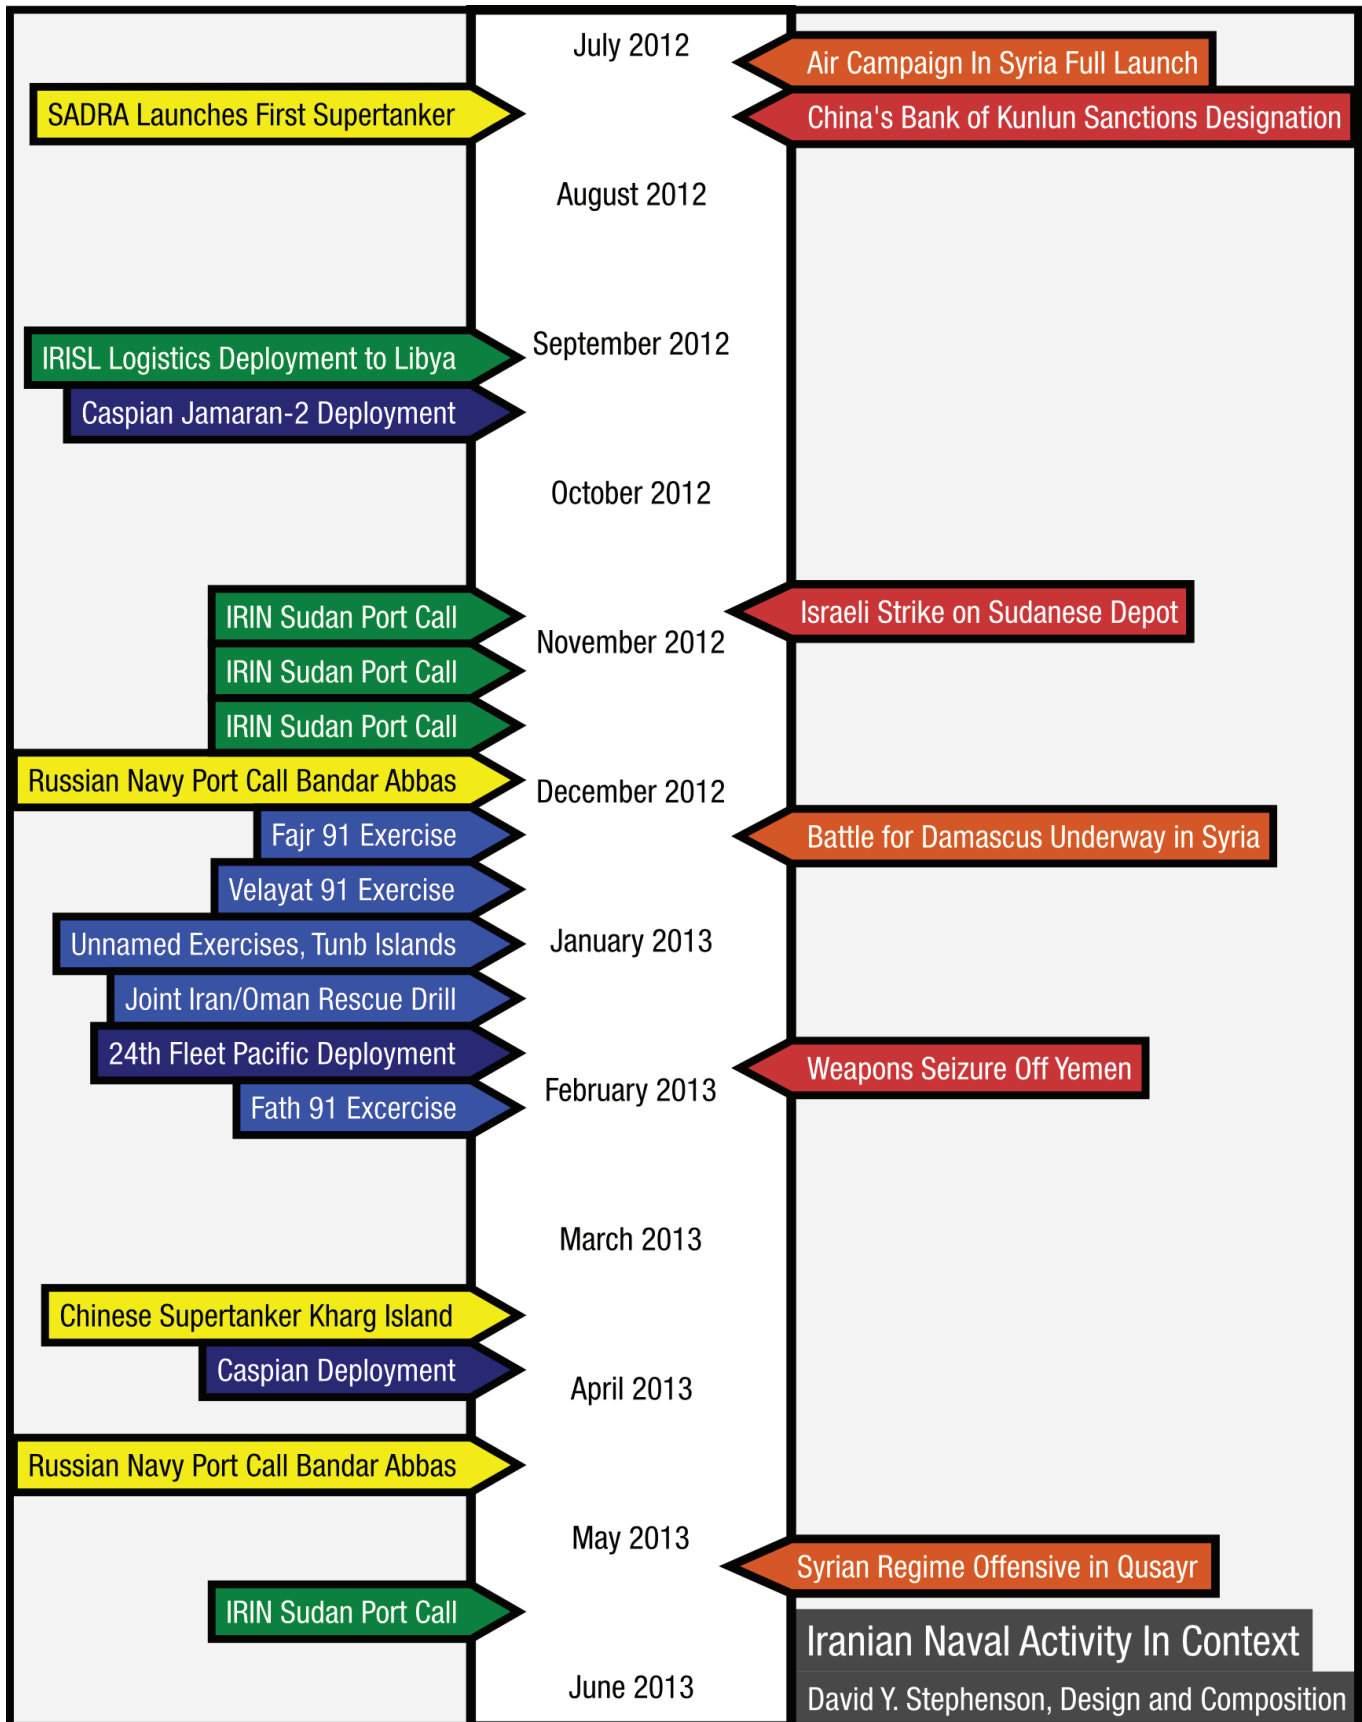 July 2012
Air Campaign In Syria Full Launch
SADRA Launches First Supertanker
China's Bank of Kunlun Sanctions Designation
August 2012
September 2012
IRISL Logistics Deployment to Libya
Caspian Jamaran-2 Deployment
October 2012
IRIN Sudan Port Call
Israeli Strike on Sudanese Depot
November 2012
IRIN Sudan Port Call
IRIN Sudan Port Call
Russian Navy Port Call Bandar Abbas
December 2012
Fajr 91 Exercise
Battle for Damascus Underway in Syria
Velayat 91 Exercise
Unnamed Exercises, Tunb Islands
January 2013
Joint Iran/Oman Rescue Drill
24th Fleet Pacific Deployment
Weapons Seizure Off Yemen
February 2013
Fath 91 Excercise
March 2013
Chinese Supertanker Kharg Island
Caspian Deployment
April 2013
Russian Navy Port Call Bandar Abbas
May 2013
Syrian Regime Offensive in Qusayr
IRIN Sudan Port Call
Iranian Naval Activity In Context
June 2013
David Y. Stephenson, Design and Composition